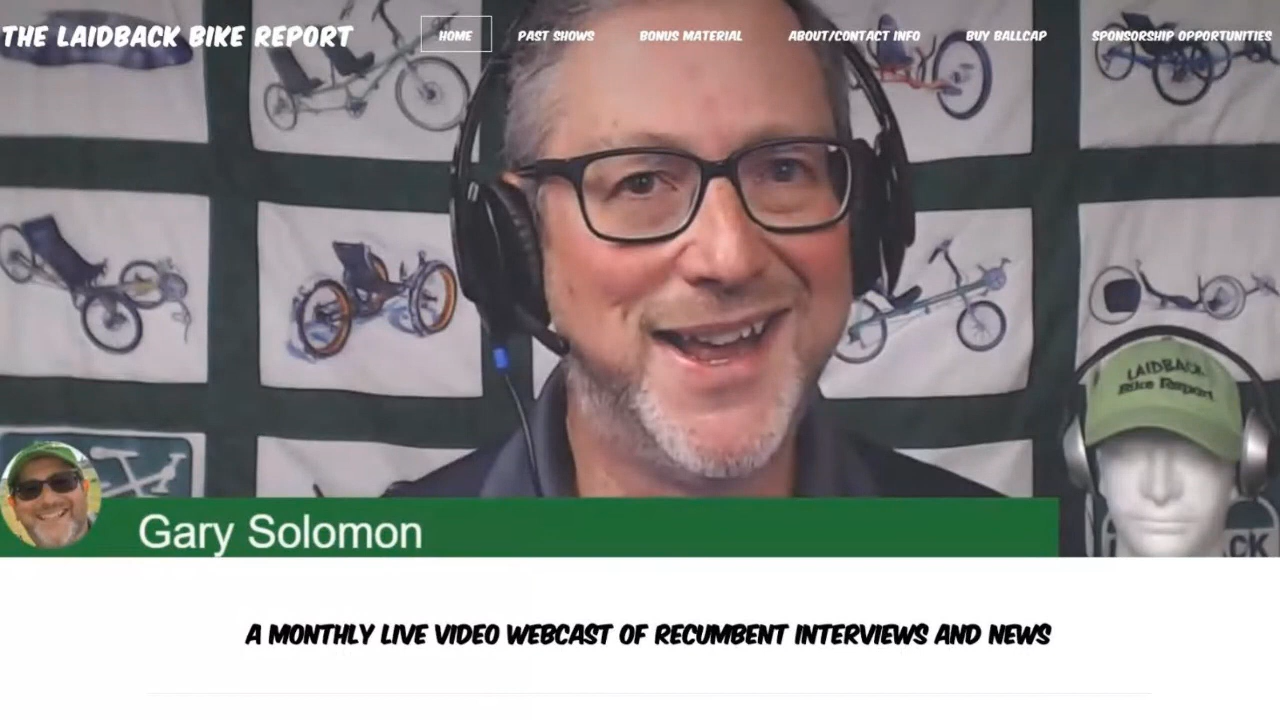 THE LAIDBACK BIKE REPORT
HOME
PAST SHOWS
BONUS MATERIAL
ABOUT/CONTACT INFO
BUY BALLCAP
SPONSORSHIP OPPORTUNITIES
LAIDBACK
Bike Report
Gary Solomon
CK
A MONTHLY LIVE VIDEO WEBCAST OF RECUMBENT INTERVIEWS AND NEWS